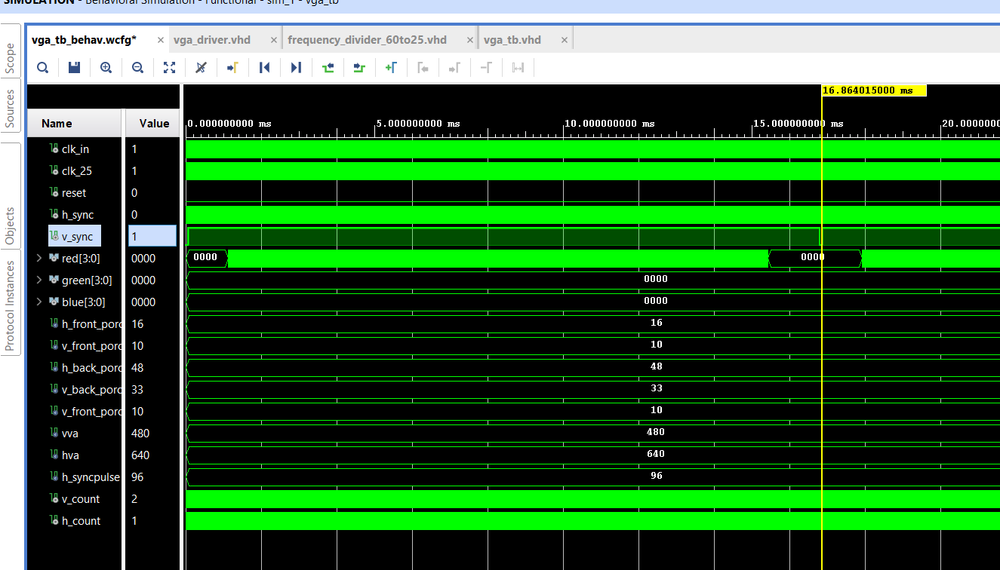 SIMULATION - Behavioral Simulation - Functional - sim_1 - vga_tb
vga_tb_behav.wcfg* × vga_driver.vhd × frequency_divider_60to25.vhd × vga_tb.vhd ×
Scope
Sources
Objects
Protocol Instances
16.864015000 ms
Name Value 0.000000000 ms 5.000000000 ms 10.000000000 ms 15.000000000 ms 20.0000000
clk_in 1
clk_25 1
reset 0
h_sync 0
v_sync 1
red[3:0] 0000 0000 0000
green[3:0] 0000 0000
blue[3:0] 0000 0000
h_front_porc 16 16
v_front_porc 10 10
h_back_porc 48 48
v_back_porc 33 33
v_front_porc 10 10
vva 480 480
hva 640 640
h_syncpulse 96 96
v_count 2
h_count 1